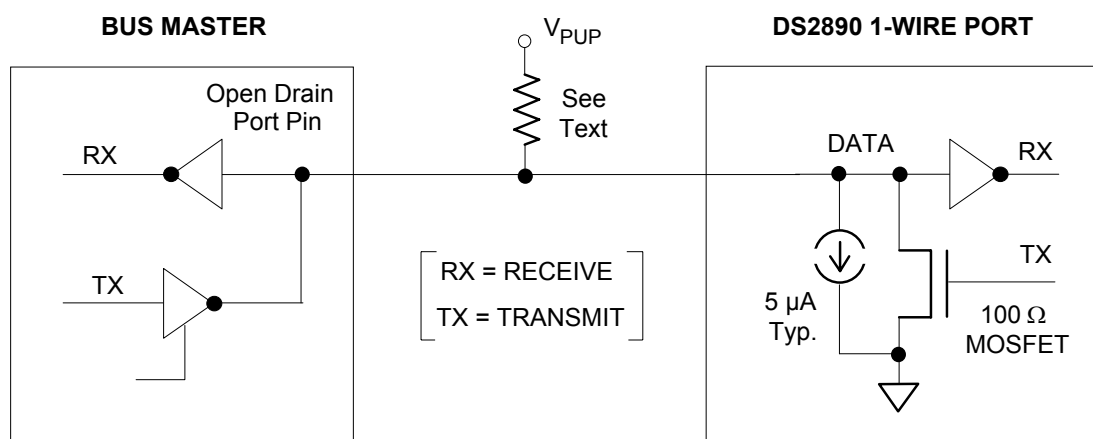 BUS MASTER
V_PUP
DS2890 1-WIRE PORT
Open Drain
Port Pin
See
Text
RX
DATA
RX
TX
RX = RECEIVE
TX = TRANSMIT
5 µA
Typ.
TX
100 Ω
MOSFET